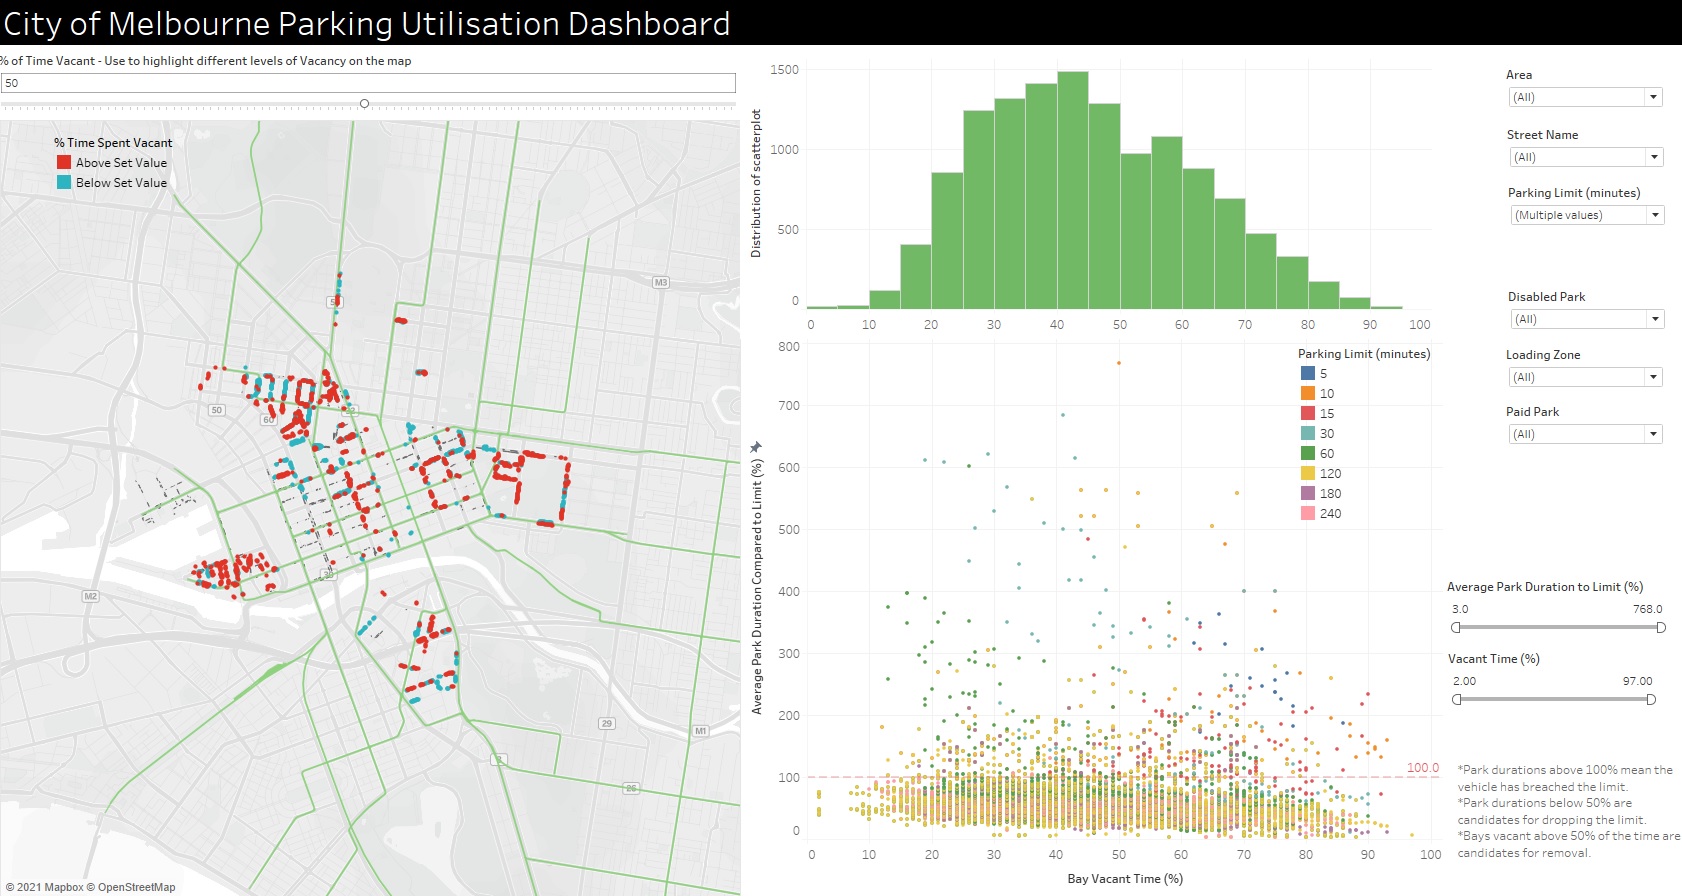 City of Melbourne Parking Utilisation Dashboard
% of Time Vacant - Use to highlight different levels of Vacancy on the map
50
% Time Spent Vacant
Above Set Value
Below Set Value
M3
50
60
M2
30
29
M1
3
26
© 2021 Mapbox © OpenStreetMap
Distribution of scatterplot
1500
1000
500
0
0 10 20 30 40 50 60 70 80 90 100
Average Park Duration Compared to Limit (%)
800
700
600
500
400
300
200
100
0
100.0
0 10 20 30 40 50 60 70 80 90 100
Bay Vacant Time (%)
Parking Limit (minutes)
5
10
15
30
60
120
180
240
Area
(All)
Street Name
(All)
Parking Limit (minutes)
(Multiple values)
Disabled Park
(All)
Loading Zone
(All)
Paid Park
(All)
Average Park Duration to Limit (%)
3.0 768.0
Vacant Time (%)
2.00 97.00
*Park durations above 100% mean the
vehicle has breached the limit.
*Park durations below 50% are
candidates for dropping the limit.
*Bays vacant above 50% of the time are
candidates for removal.